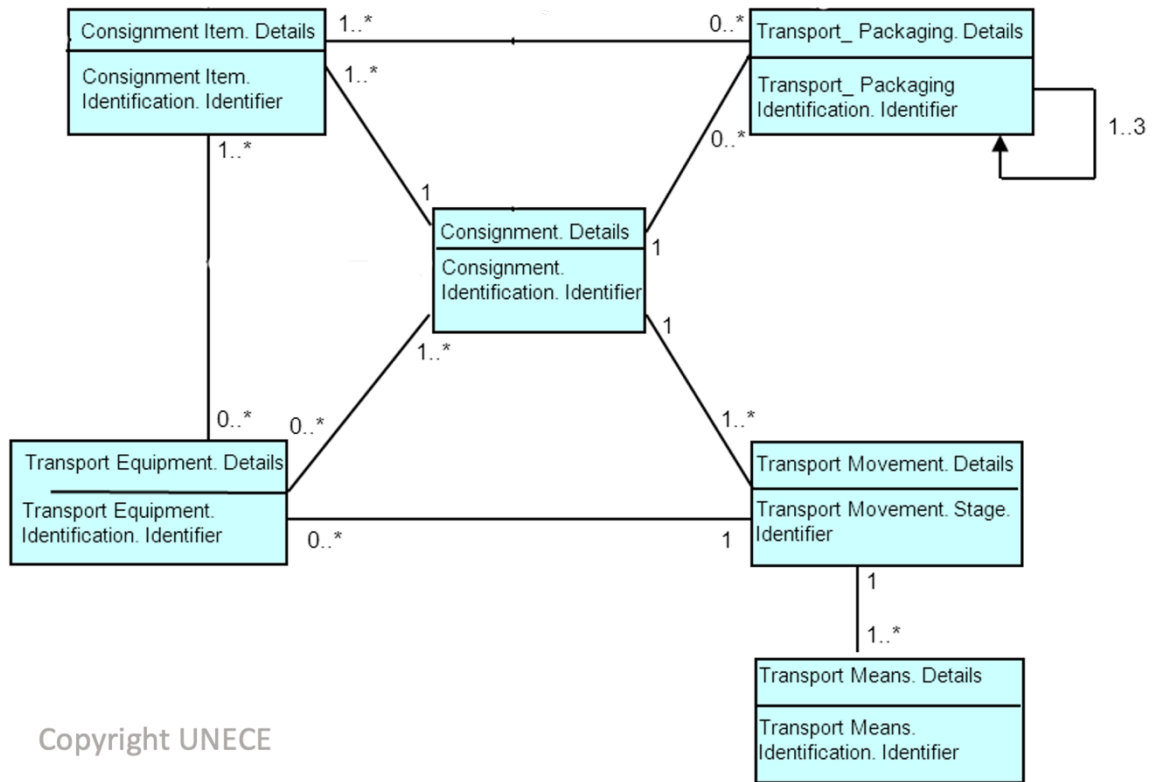 Consignment Item. Details
Consignment Item.
Identification. Identifier
1..*
0..*
Transport_ Packaging. Details
Transport_ Packaging
Identification. Identifier
1..3
1..*
0..*
1..*
1
1
Consignment. Details
Consignment.
Identification. Identifier
1
1..*
0..*
0..*
1..*
Transport Equipment. Details
Transport Equipment.
Identification. Identifier
0..*
1
Transport Movement. Details
Transport Movement. Stage.
Identifier
1
1..*
Transport Means. Details
Transport Means.
Identification. Identifier
Copyright UNECE